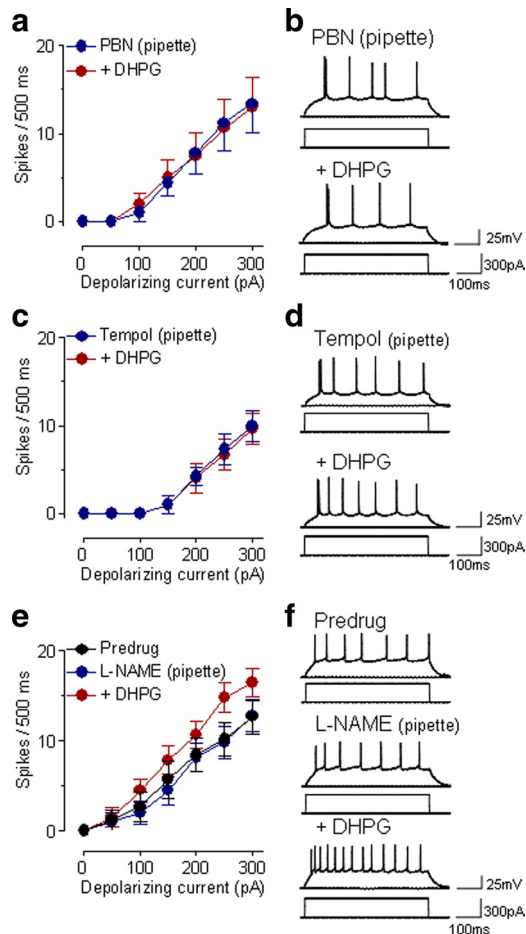 a
PBN (pipette)
+ DHPG
20
10
0
Spikes / 500 ms
0 100 200 300
Depolarizing current (pA)
b
PBN (pipette)
+ DHPG
25mV
300pA
100ms
c
Tempol (pipette)
+ DHPG
20
10
0
Spikes / 500 ms
0 100 200 300
Depolarizing current (pA)
d
Tempol (pipette)
+ DHPG
25mV
300pA
100ms
e
Predrug
L-NAME (pipette)
+ DHPG
20
10
0
Spikes / 500 ms
0 100 200 300
Depolarizing current (pA)
f
Predrug
L-NAME (pipette)
+ DHPG
25mV
300pA
100ms